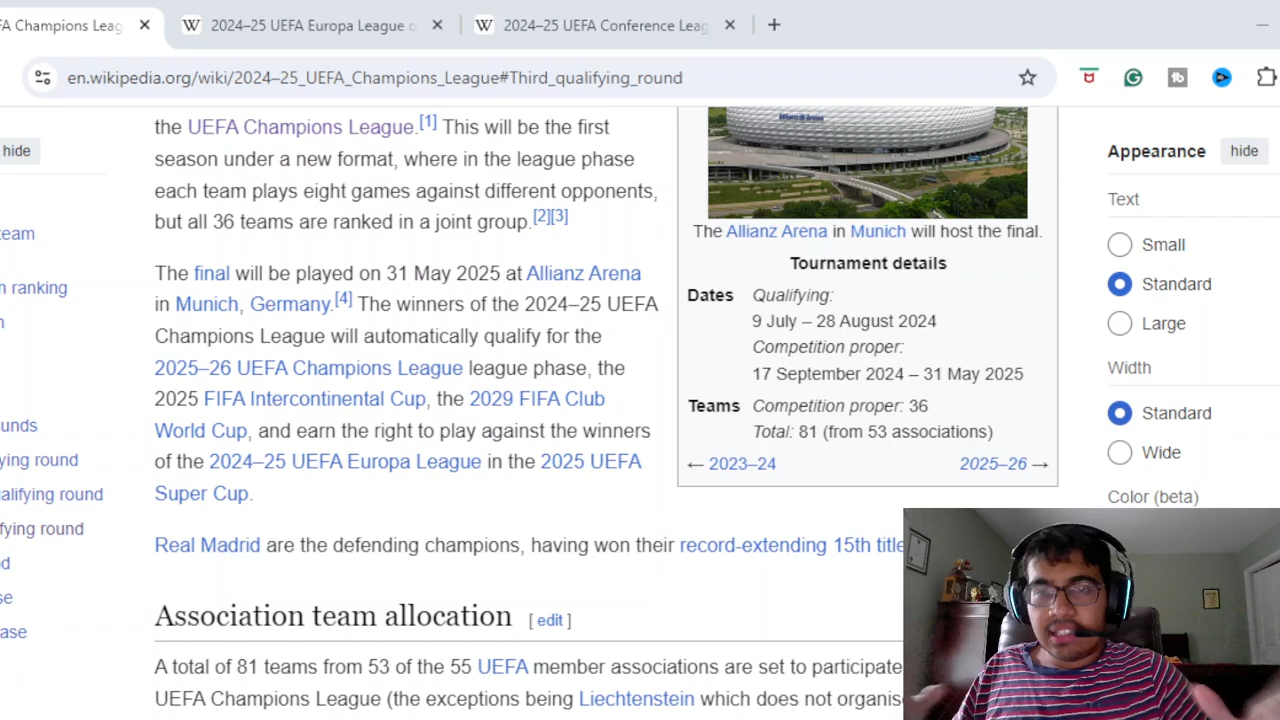 FA Champions Leag
2024–25 UEFA Europa League
2024–25 UEFA Conference Leag
en.wikipedia.org/wiki/2024–25_UEFA_Champions_League#Third_qualifying_round
hide
team
m ranking
unds
ying round
alifying round
fying round
d
se
ase
the UEFA Champions League.[1] This will be the first
season under a new format, where in the league phase
each team plays eight games against different opponents,
but all 36 teams are ranked in a joint group.[2][3]
The final will be played on 31 May 2025 at Allianz Arena
in Munich, Germany.[4] The winners of the 2024–25 UEFA
Champions League will automatically qualify for the
2025–26 UEFA Champions League league phase, the
2025 FIFA Intercontinental Cup, the 2029 FIFA Club
World Cup, and earn the right to play against the winners
of the 2024–25 UEFA Europa League in the 2025 UEFA
Super Cup.
Real Madrid are the defending champions, having won their record-extending 15th title
Association team allocation [ edit ]
A total of 81 teams from 53 of the 55 UEFA member associations are set to participate
UEFA Champions League (the exceptions being Liechtenstein which does not organise
Allianz Arena
The Allianz Arena in Munich will host the final.
Tournament details
Dates Qualifying:
9 July – 28 August 2024
Competition proper:
17 September 2024 – 31 May 2025
Teams Competition proper: 36
Total: 81 (from 53 associations)
← 2023–24 2025–26 →
Appearance hide
Text
Small
Standard
Large
Width
Standard
Wide
Color (beta)